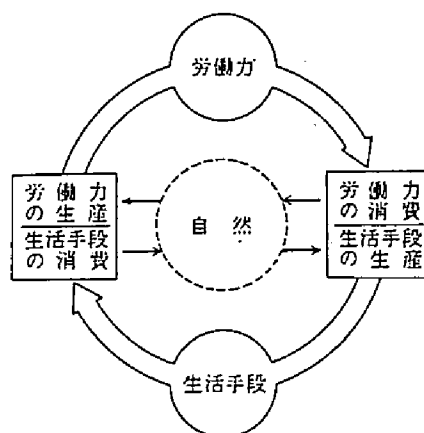 労働力
労働力
の生産
生活手段
の消費
自然
労働力
の消費
生活手段
の生産
生活手段